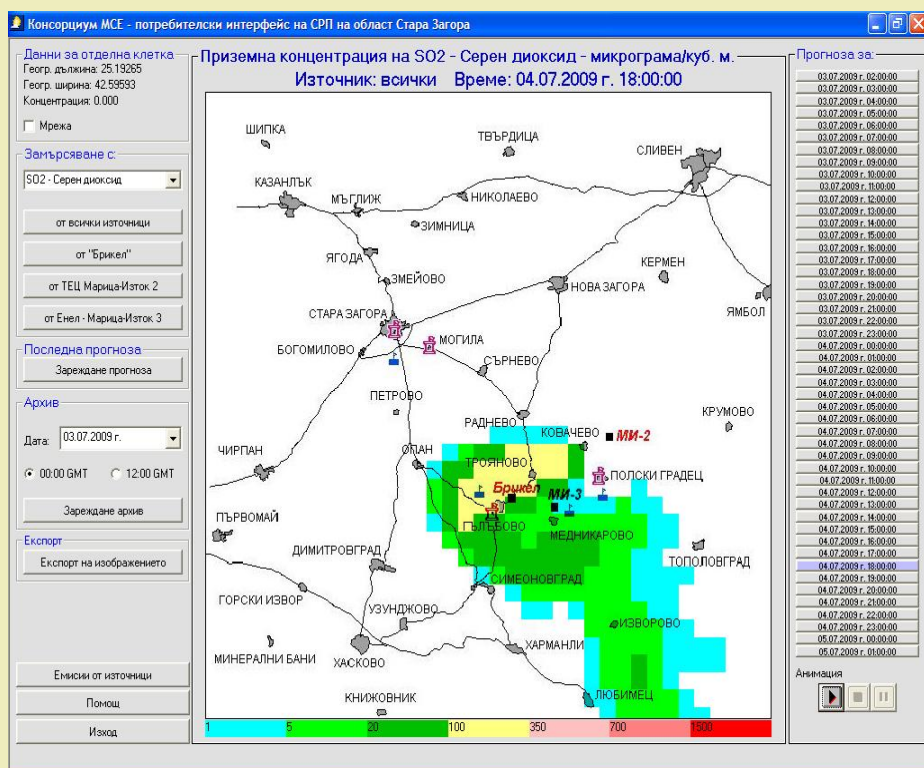 Консорциум МСЕ - потребителски интерфейс на СРП на област Стара Загора
Данни за отделна клетка
Геогр. дължина: 25.19265
Геогр. ширина: 42.59593
Концентрация: 0.000
Мрежа
Замърсяване с:
SO2 - Серен диоксид
от всички източници
от "Брикел"
от ТЕЦ Марица-Изток 2
от Енел - Марица-Изток 3
Последна прогноза
Зареждане прогноза
Архив
Дата: 03.07.2009 г.
00:00 GMT 12:00 GMT
Зареждане архив
Експорт
Експорт на изображението
Емисии от източници
Помощ
Изход
Приземна концентрация на SO2 - Серен диоксид - микрограма/куб. м.
Източник: всички Време: 04.07.2009 г. 18:00:00
ШИПКА
ТВЪРДИЦА
СЛИВЕН
КАЗАНЛЪК
МЪГЛИЖ
НИКОЛАЕВО
ЗИМНИЦА
ЯГОДА
КЕРМЕН
ЗМЕЙОВО
НОВА ЗАГОРА
ЯМБОЛ
СТАРА ЗАГОРА
МОГИЛА
БОГОМИЛОВО
СЪРНЕВО
ПЕТРОВО
РАДНЕВО
КРУМОВО
КОВАЧЕВО
МИ-2
ЧИРПАН
ОПАН
ТРОЯНОВО
ПОЛСКИ ГРАДЕЦ
Брикел
МИ-3
ПЪРВОМАЙ
ГЪЛЪБОВО
МЕДНИКАРОВО
ДИМИТРОВГРАД
ТОПОЛОВГРАД
СИМЕОНОВГРАД
ГОРСКИ ИЗВОР
УЗУНДЖОВО
ИЗВОРОВО
МИНЕРАЛНИ БАНИ
ХАСКОВО
ХАРМАНЛИ
КНИЖОВНИК
ЛЮБИМЕЦ
1 5 20 100 350 700 1500
Прогноза за:
03.07.2009 г. 02:00:00
03.07.2009 г. 03:00:00
03.07.2009 г. 04:00:00
03.07.2009 г. 05:00:00
03.07.2009 г. 06:00:00
03.07.2009 г. 07:00:00
03.07.2009 г. 08:00:00
03.07.2009 г. 09:00:00
03.07.2009 г. 10:00:00
03.07.2009 г. 11:00:00
03.07.2009 г. 12:00:00
03.07.2009 г. 13:00:00
03.07.2009 г. 14:00:00
03.07.2009 г. 15:00:00
03.07.2009 г. 16:00:00
03.07.2009 г. 17:00:00
03.07.2009 г. 18:00:00
03.07.2009 г. 19:00:00
03.07.2009 г. 20:00:00
03.07.2009 г. 21:00:00
03.07.2009 г. 22:00:00
03.07.2009 г. 23:00:00
04.07.2009 г. 00:00:00
04.07.2009 г. 01:00:00
04.07.2009 г. 02:00:00
04.07.2009 г. 03:00:00
04.07.2009 г. 04:00:00
04.07.2009 г. 05:00:00
04.07.2009 г. 06:00:00
04.07.2009 г. 07:00:00
04.07.2009 г. 08:00:00
04.07.2009 г. 09:00:00
04.07.2009 г. 10:00:00
04.07.2009 г. 11:00:00
04.07.2009 г. 12:00:00
04.07.2009 г. 13:00:00
04.07.2009 г. 14:00:00
04.07.2009 г. 15:00:00
04.07.2009 г. 16:00:00
04.07.2009 г. 17:00:00
04.07.2009 г. 18:00:00
04.07.2009 г. 19:00:00
04.07.2009 г. 20:00:00
04.07.2009 г. 21:00:00
04.07.2009 г. 22:00:00
04.07.2009 г. 23:00:00
05.07.2009 г. 00:00:00
05.07.2009 г. 01:00:00
Анимация